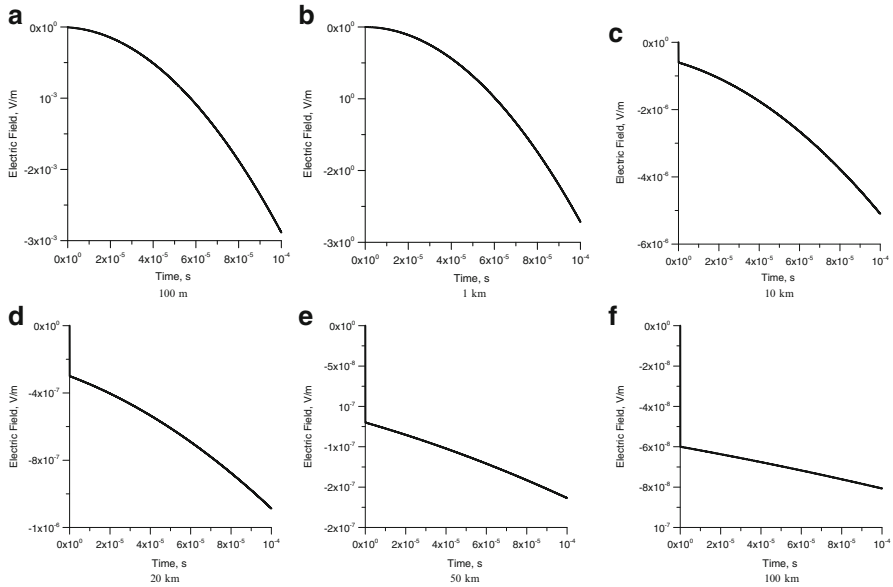 a
Electric Field, V/m
0x10⁰
10⁻³
-2x10⁻³
-3x10⁻³
0x10⁰ 2x10⁻⁵ 4x10⁻⁵ 6x10⁻⁵ 8x10⁻⁵ 10⁻⁴
Time, s
100 m
b
Electric Field, V/m
0x10⁰
10⁰
-2x10⁰
-3x10⁰
0x10⁰ 2x10⁻⁵ 4x10⁻⁵ 6x10⁻⁵ 8x10⁻⁵ 10⁻⁴
Time, s
1 km
c
Electric Field, V/m
0x10⁰
-2x10⁻⁶
-4x10⁻⁶
-6x10⁻⁶
0x10⁰ 2x10⁻⁵ 4x10⁻⁵ 6x10⁻⁵ 8x10⁻⁵ 10⁻⁴
Time, s
10 km
d
Electric Field, V/m
0x10⁰
-4x10⁻⁷
-8x10⁻⁷
-1x10⁻⁶
0x10⁰ 2x10⁻⁵ 4x10⁻⁵ 6x10⁻⁵ 8x10⁻⁵ 10⁻⁴
Time, s
20 km
e
Electric Field, V/m
0x10⁰
-5x10⁻⁸
10⁻⁷
-1x10⁻⁷
-2x10⁻⁷
-2x10⁻⁷
0x10⁰ 2x10⁻⁵ 4x10⁻⁵ 6x10⁻⁵ 8x10⁻⁵ 10⁻⁴
Time, s
50 km
f
Electric Field, V/m
0x10⁰
-2x10⁻⁸
-4x10⁻⁸
-6x10⁻⁸
-8x10⁻⁸
10⁻⁷
0x10⁰ 2x10⁻⁵ 4x10⁻⁵ 6x10⁻⁵ 8x10⁻⁵ 10⁻⁴
Time, s
100 km